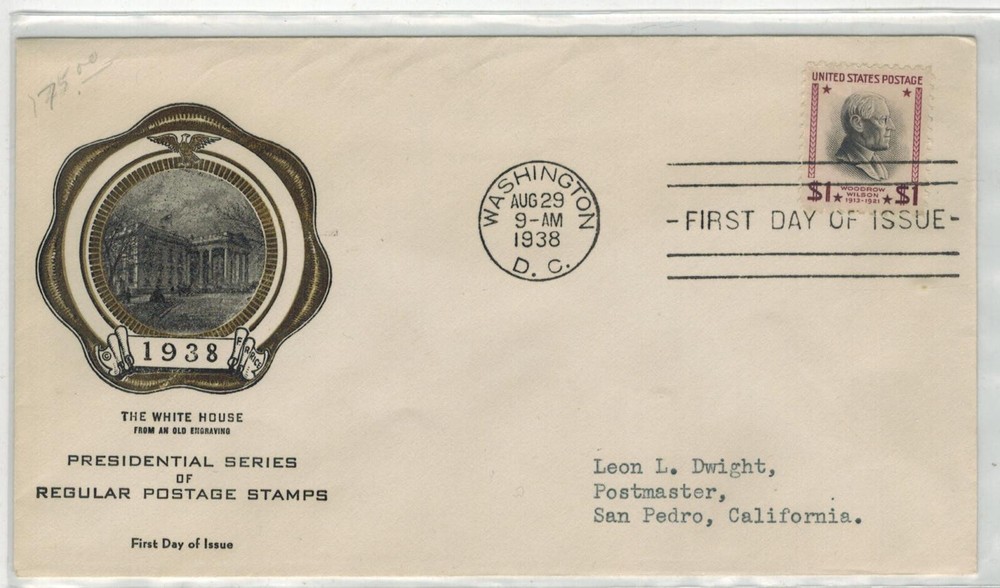 175.00
UNITED STATES POSTAGE
$1 WOODROW WILSON 1913-1921 $1
WASHINGTON
AUG 29
9-AM
1938
D. C.
-FIRST DAY OF ISSUE-
© 1938
THE WHITE HOUSE
FROM AN OLD ENGRAVING
PRESIDENTIAL SERIES
OF
REGULAR POSTAGE STAMPS
First Day of Issue
Leon L. Dwight,
Postmaster,
San Pedro, California.